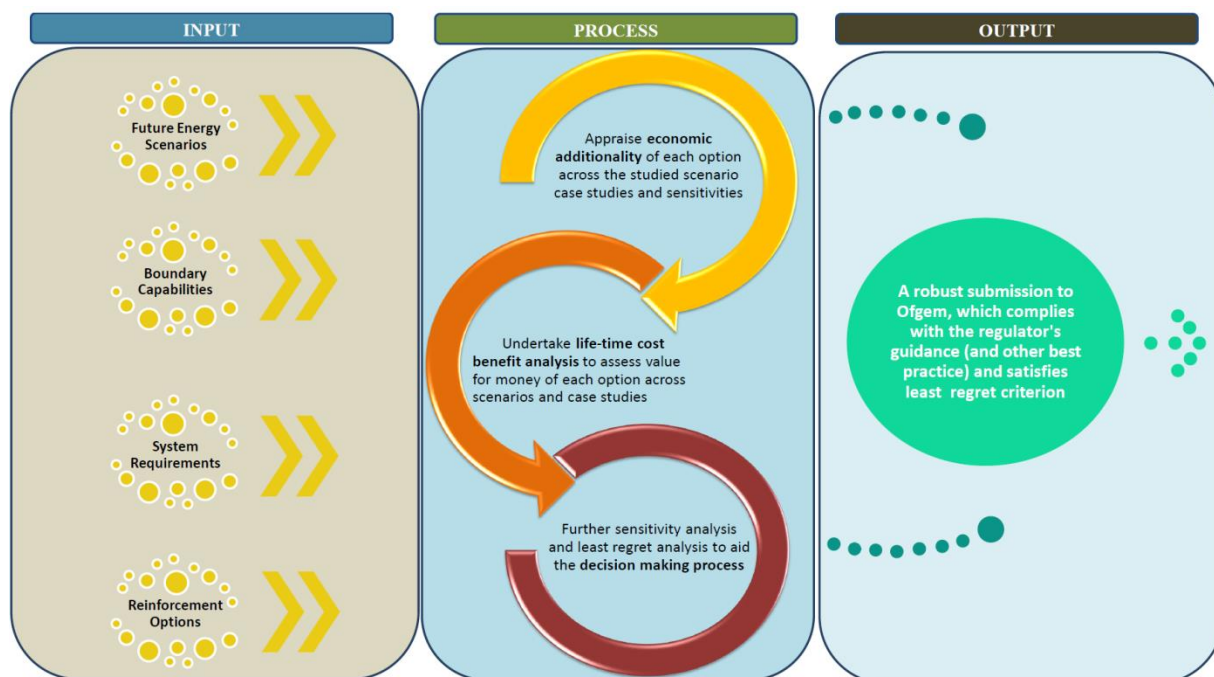 INPUT
Future Energy
Scenarios
Boundary
Capabilities
System
Requirements
Reinforcement
Options
PROCESS
Appraise economic
additionality of each option
across the studied scenario
case studies and sensitivities
Undertake life-time cost
benefit analysis to assess value
for money of each option across
scenarios and case studies
Further sensitivity analysis
and least regret analysis to aid
the decision making process
OUTPUT
A robust submission to
Ofgem, which complies
with the regulator's
guidance (and other best
practice) and satisfies
least regret criterion